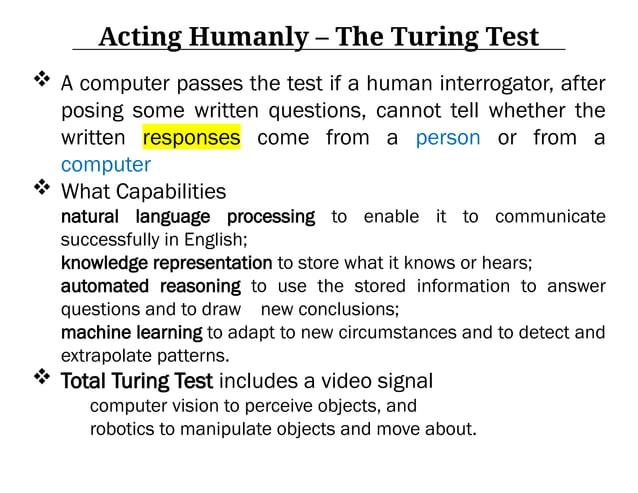 Acting Humanly – The Turing Test
❖ A computer passes the test if a human interrogator, after
posing some written questions, cannot tell whether the
written responses come from a person or from a
computer
❖ What Capabilities
natural language processing to enable it to communicate
successfully in English;
knowledge representation to store what it knows or hears;
automated reasoning to use the stored information to answer
questions and to draw new conclusions;
machine learning to adapt to new circumstances and to detect and
extrapolate patterns.
❖ Total Turing Test includes a video signal
computer vision to perceive objects, and
robotics to manipulate objects and move about.